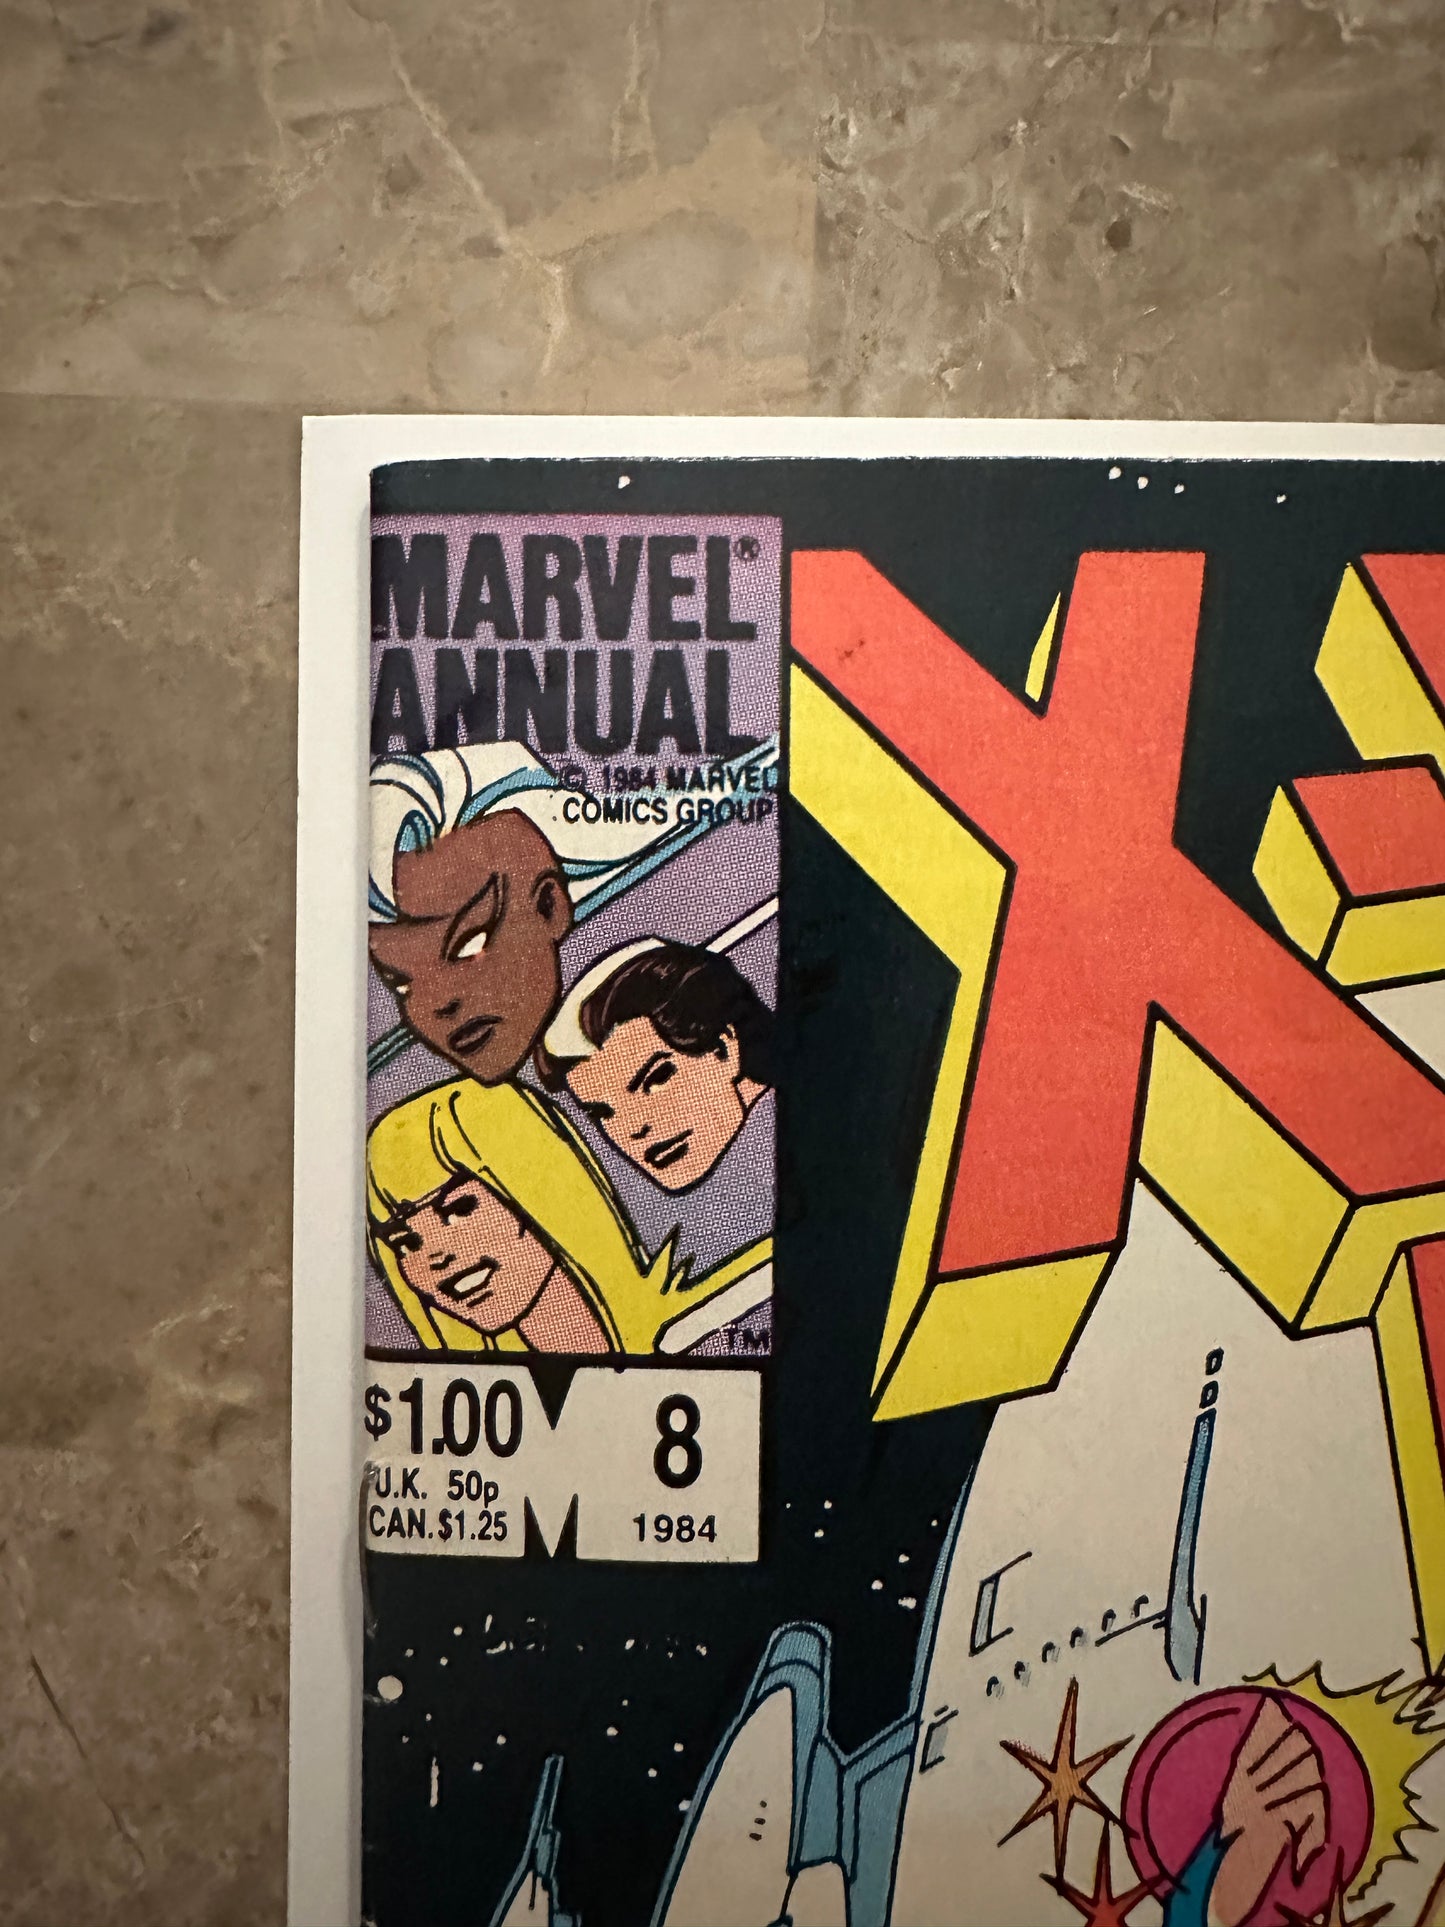 MARVEL®
ANNUAL
© 1984 MARVEL
COMICS GROUP
X
TM
$1.00
8
U.K. 50p
CAN. $1.25
1984